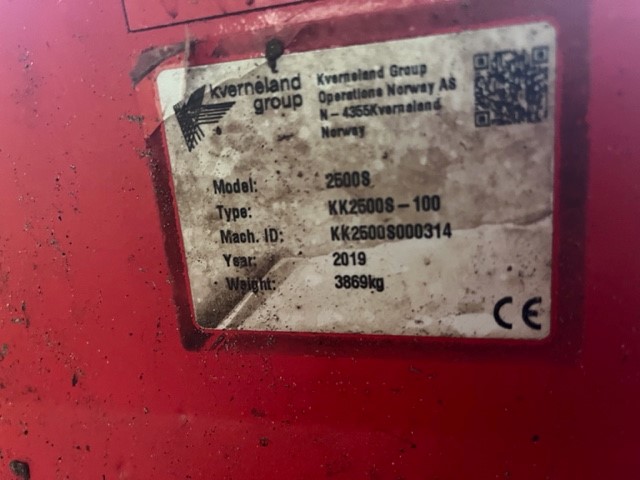 kverneland
group
Kverneland Group
Operations Norway AS
N - 4355Kverneland
Norway
Model: 2500S
Type: KK2500S-100
Mach. ID: KK2500S000314
Year: 2019
Weight: 3869kg
CE